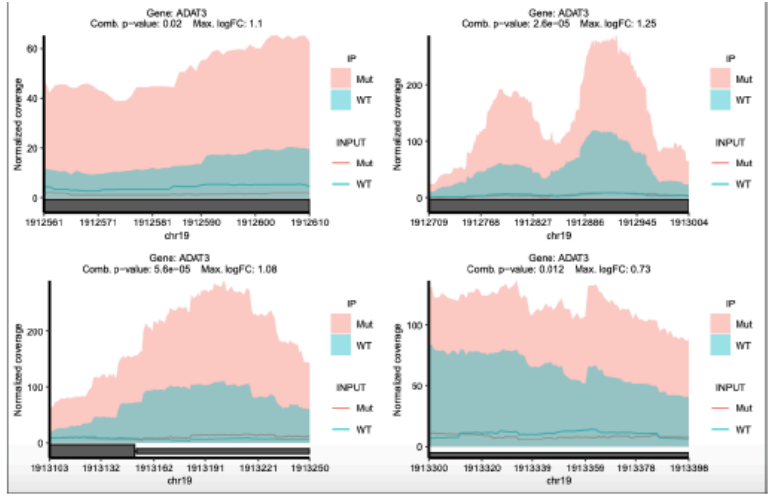 Gene: ADAT3
Comb. p-value: 0.02 Max. logFC: 1.1
Normalized coverage
60
40
20
0
1912561 1912571 1912581 1912590 1912600 1912610
chr19
IP
Mut
WT
INPUT
Mut
WT
Gene: ADAT3
Comb. p-value: 2.6e-05 Max. logFC: 1.25
Normalized coverage
200
100
0
1912709 1912768 1912827 1912886 1912945 1913004
chr19
IP
Mut
WT
INPUT
Mut
WT
Gene: ADAT3
Comb. p-value: 5.6e-05 Max. logFC: 1.08
Normalized coverage
200
100
0
1913103 1913132 1913162 1913191 1913221 1913250
chr19
IP
Mut
WT
INPUT
Mut
WT
Gene: ADAT3
Comb. p-value: 0.012 Max. logFC: 0.73
Normalized coverage
100
50
0
1913300 1913320 1913339 1913359 1913378 1913398
chr19
IP
Mut
WT
INPUT
Mut
WT